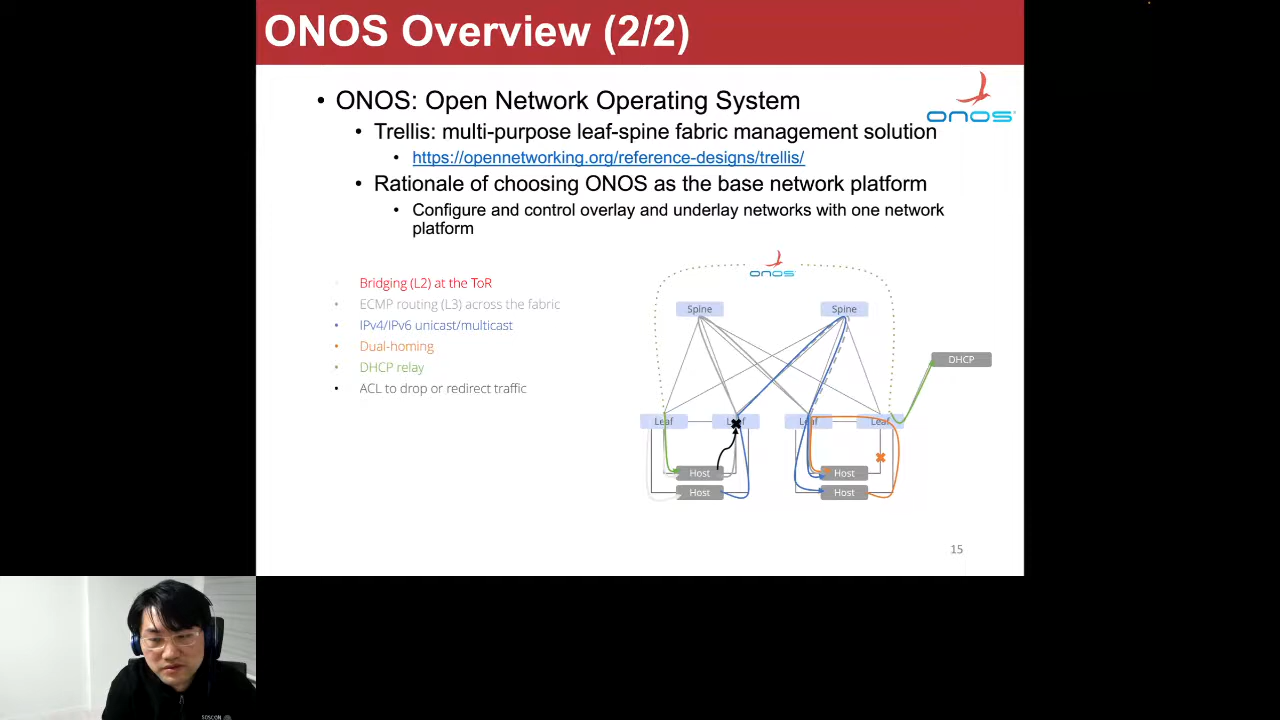 ONOS Overview (2/2)
• ONOS: Open Network Operating System
onos
• Trellis: multi-purpose leaf-spine fabric management solution
• https://opennetworking.org/reference-designs/trellis/
• Rationale of choosing ONOS as the base network platform
• Configure and control overlay and underlay networks with one network
platform
onos
• Bridging (L2) at the ToR
• ECMP routing (L3) across the fabric
• IPv4/IPv6 unicast/multicast
• Dual-homing
• DHCP relay
• ACL to drop or redirect traffic
Spine
Spine
DHCP
Leaf
Leaf
Leaf
Leaf
Host
Host
Host
Host
15
SOSCON